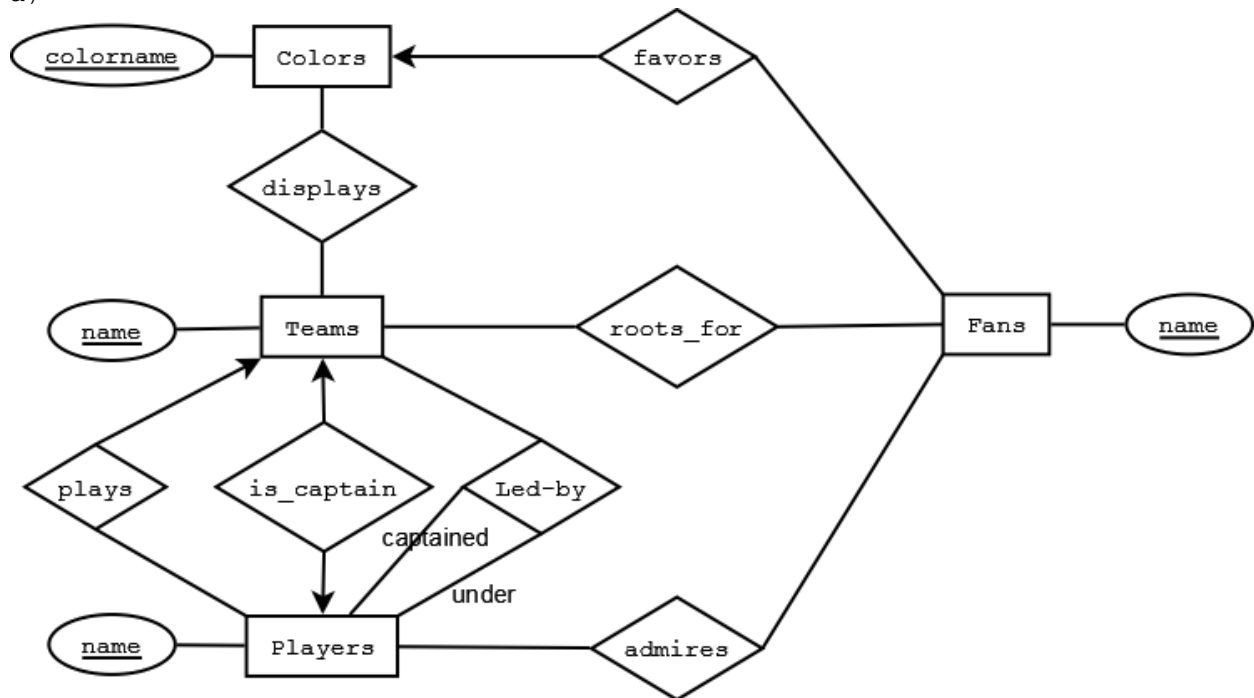 a)
colorname
Colors
favors
displays
name
Teams
roots_for
Fans
name
plays
is_captain
Led-by
captained
under
name
Players
admires